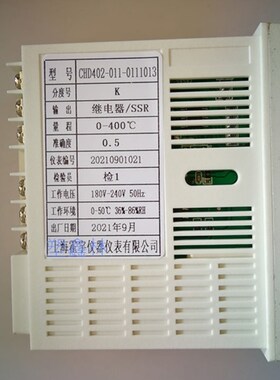 型 号 CHD402-011-0111013
分度号 K
输 出 继电器/SSR
量 程 0-400℃
准确度 0.5
仪表编号 20210901021
检验员 检1
工作电压 180V-240V 50Hz
工作环境 0-50℃ 36%-86%RH
出厂日期 2021年9月
上海霍宇仪器仪表有限公司